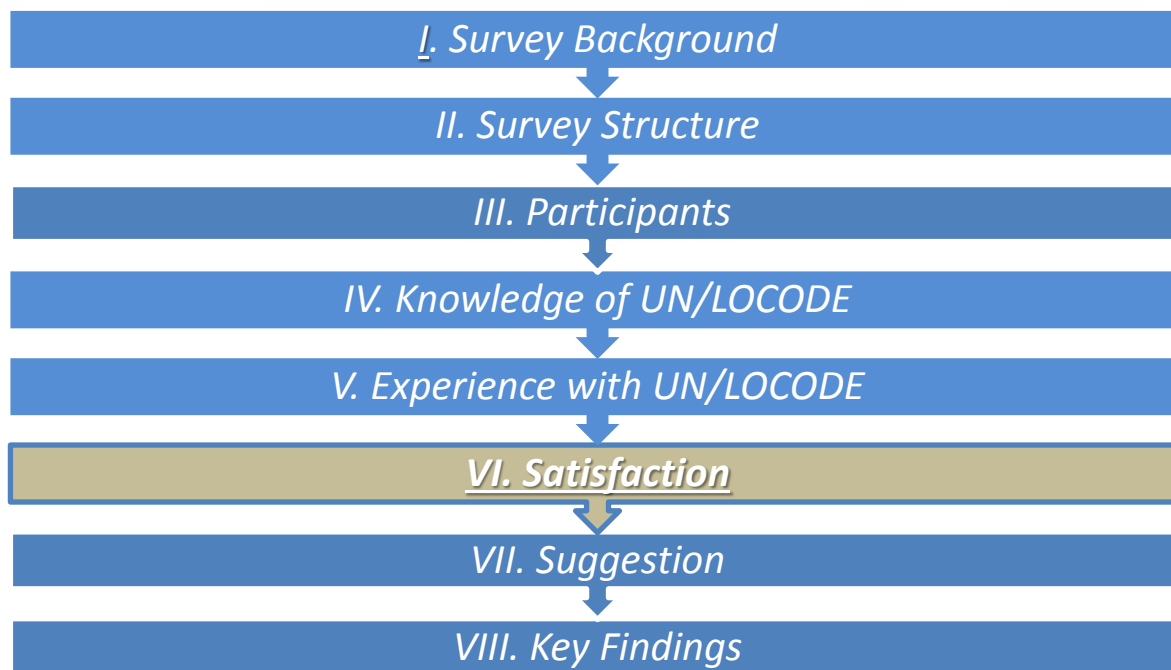 I. Survey Background
II. Survey Structure
III. Participants
IV. Knowledge of UN/LOCODE
V. Experience with UN/LOCODE
VI. Satisfaction
VII. Suggestion
VIII. Key Findings